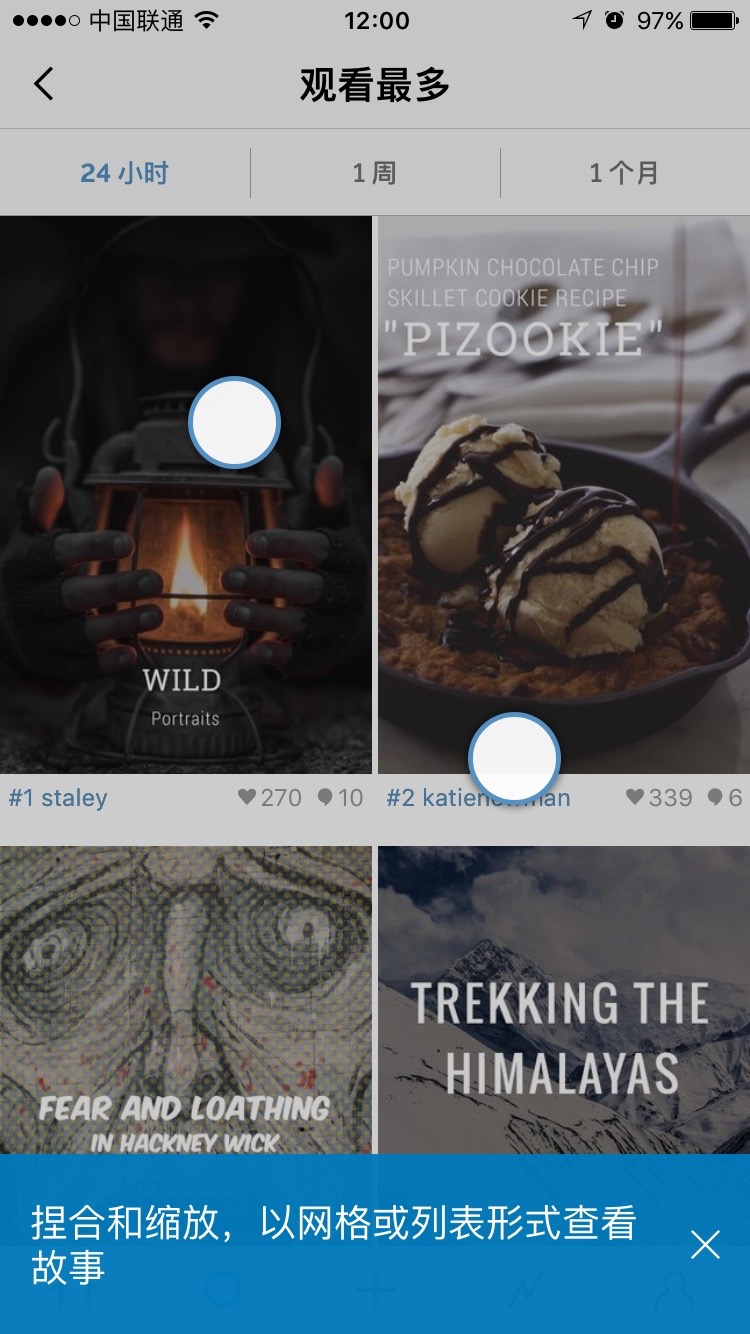 中国联通
12:00
97%
观看最多
24 小时
1 周
1 个月
WILD
Portraits
PUMPKIN CHOCOLATE CHIP
SKILLET COOKIE RECIPE
"PIZOOKIE"
#1 staley
270
10
#2
339
6
FEAR AND LOATHING
IN HACKNEY WICK
TREKKING THE
HIMALAYAS
捏合和缩放，以网格或列表形式查看
故事